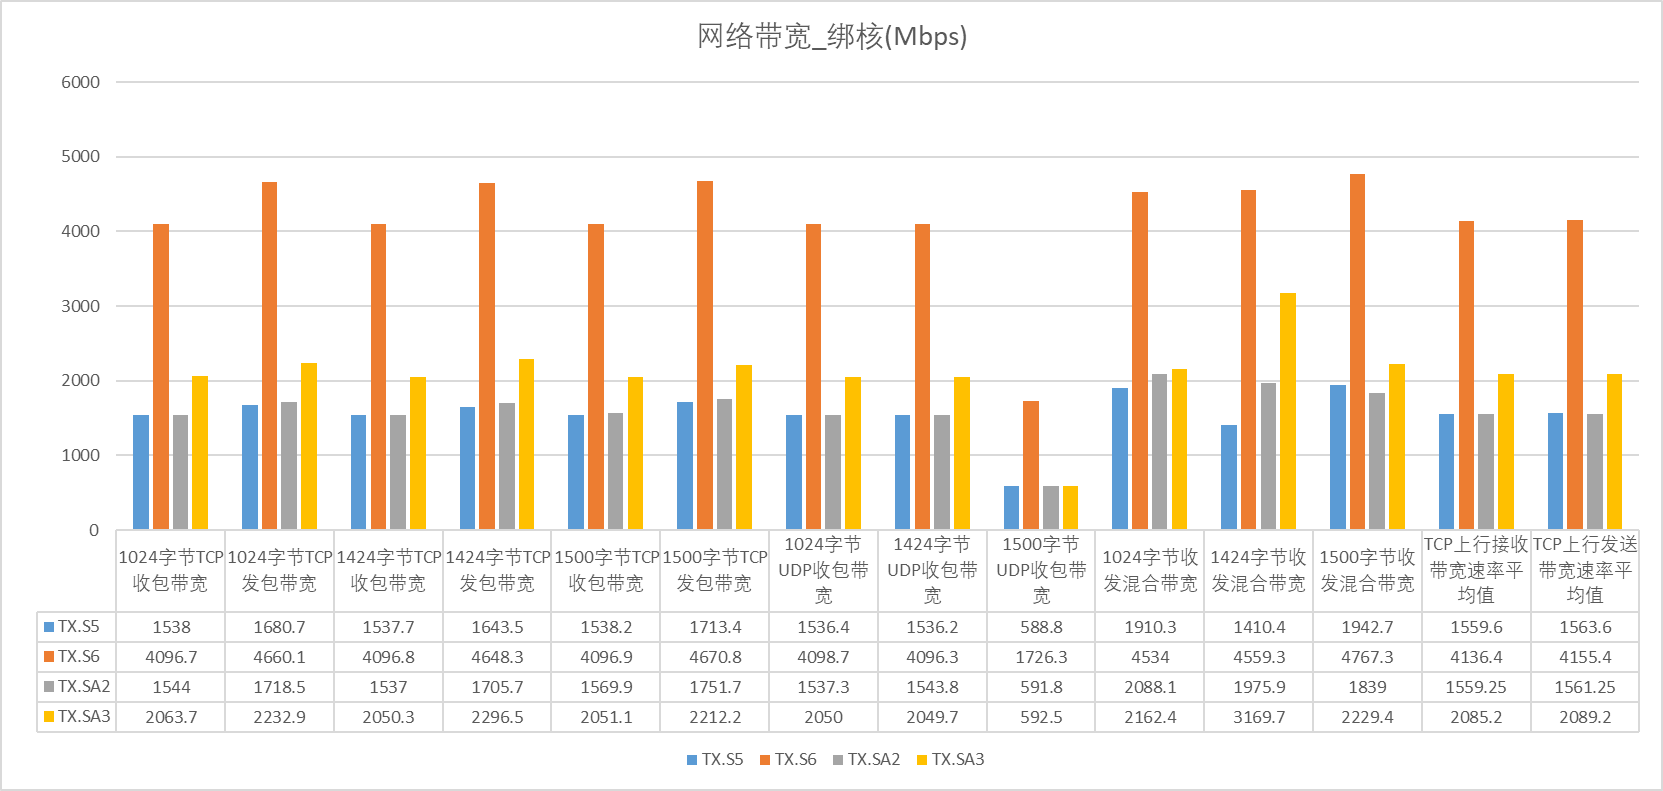 网络带宽_绑核(Mbps)
6000
5000
4000
3000
2000
1000
0
1024字节TCP
收包带宽
1024字节TCP
发包带宽
1424字节TCP
收包带宽
1424字节TCP
发包带宽
1500字节TCP
收包带宽
1500字节TCP
发包带宽
1024字节
UDP收包带
宽
1424字节
UDP收包带
宽
1500字节
UDP收包带
宽
1024字节收
发混合带宽
1424字节收
发混合带宽
1500字节收
发混合带宽
TCP上行接收
带宽速率平
均值
TCP上行发送
带宽速率平
均值
TX.S5 1538 1680.7 1537.7 1643.5 1538.2 1713.4 1536.4 1536.2 588.8 1910.3 1410.4 1942.7 1559.6 1563.6
TX.S6 4096.7 4660.1 4096.8 4648.3 4096.9 4670.8 4098.7 4096.3 1726.3 4534 4559.3 4767.3 4136.4 4155.4
TX.SA2 1544 1718.5 1537 1705.7 1569.9 1751.7 1537.3 1543.8 591.8 2088.1 1975.9 1839 1559.25 1561.25
TX.SA3 2063.7 2232.9 2050.3 2296.5 2051.1 2212.2 2050 2049.7 592.5 2162.4 3169.7 2229.4 2085.2 2089.2
TX.S5 TX.S6 TX.SA2 TX.SA3